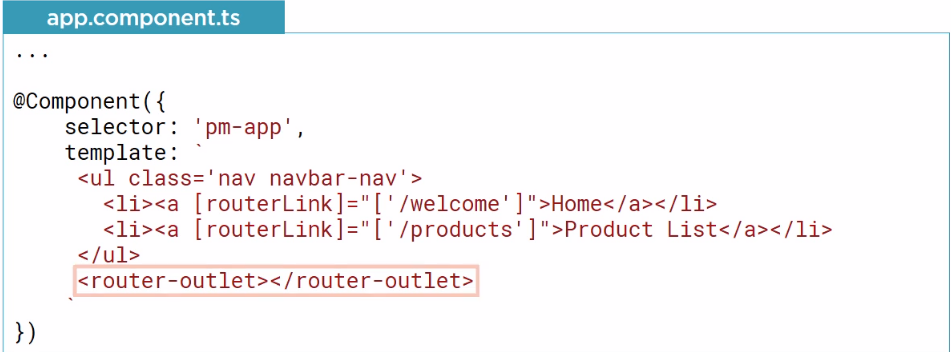 app.component.ts
...
@Component({
    selector: 'pm-app',
    template: `
     <ul class='nav navbar-nav'>
       <li><a [routerLink]="['/welcome']">Home</a></li>
       <li><a [routerLink]="['/products']">Product List</a></li>
     </ul>
     <router-outlet></router-outlet>
    `
})